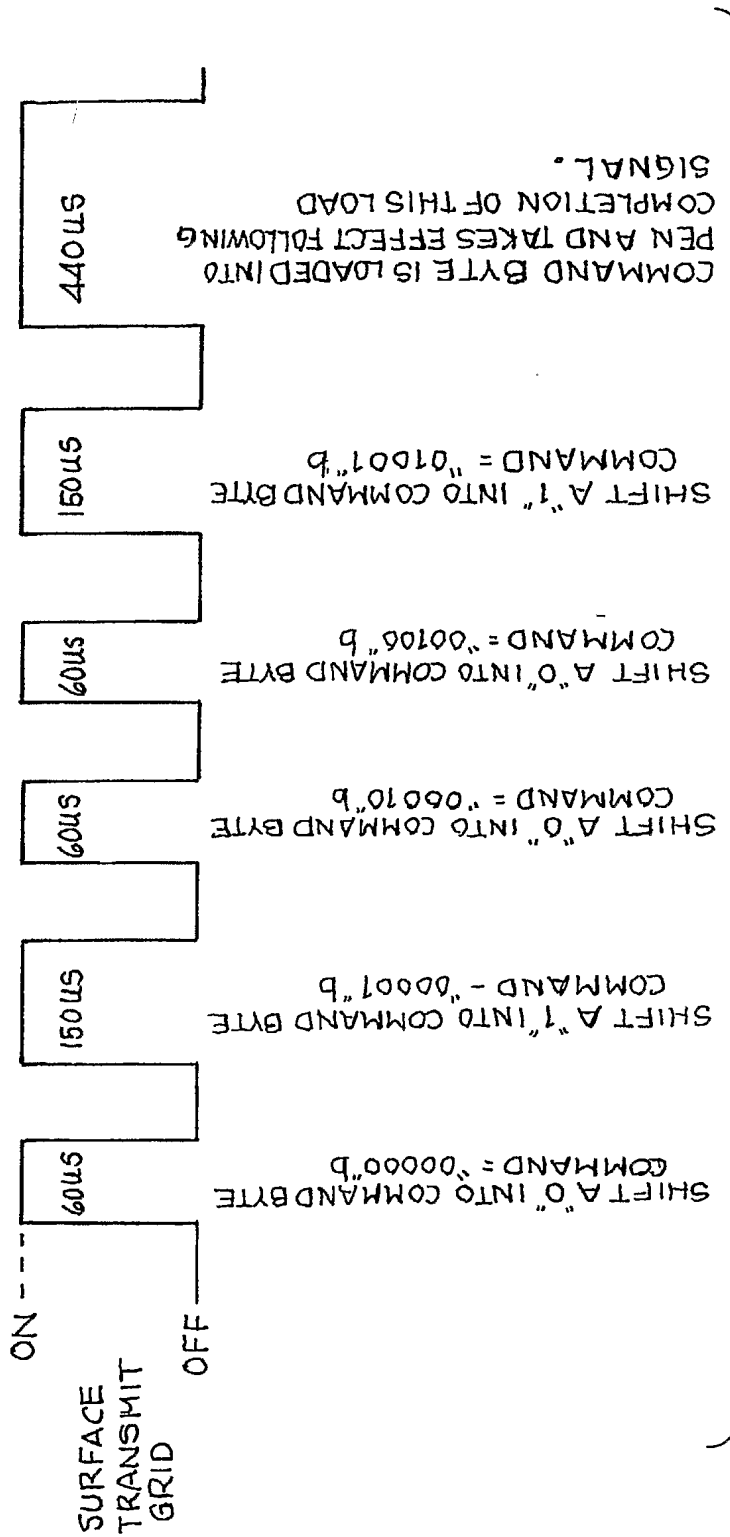 ON
SURFACE
TRANSMIT
GRID
OFF
60us
150us
60us
60us
150us
440us
SHIFT A "0" INTO COMMAND BYTE
COMMAND = "00000"b
SHIFT A "1" INTO COMMAND BYTE
COMMAND - "00001"b
SHIFT A "0" INTO COMMAND BYTE
COMMAND = "00010"b
SHIFT A "0" INTO COMMAND BYTE
COMMAND = "00100"b
SHIFT A "1" INTO COMMAND BYTE
COMMAND = "01001"b
COMMAND BYTE IS LOADED INTO
PEN AND TAKES EFFECT FOLLOWING
COMPLETION OF THIS LOAD
SIGNAL.